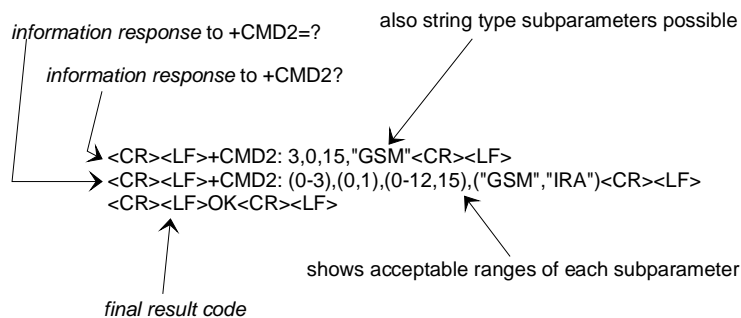 also string type subparameters possible
information response to +CMD2=?
information response to +CMD2?
<CR><LF>+CMD2: 3,0,15,"GSM"<CR><LF>
<CR><LF>+CMD2: (0-3),(0,1),(0-12,15),("GSM","IRA")<CR><LF>
<CR><LF>OK<CR><LF>
shows acceptable ranges of each subparameter
final result code